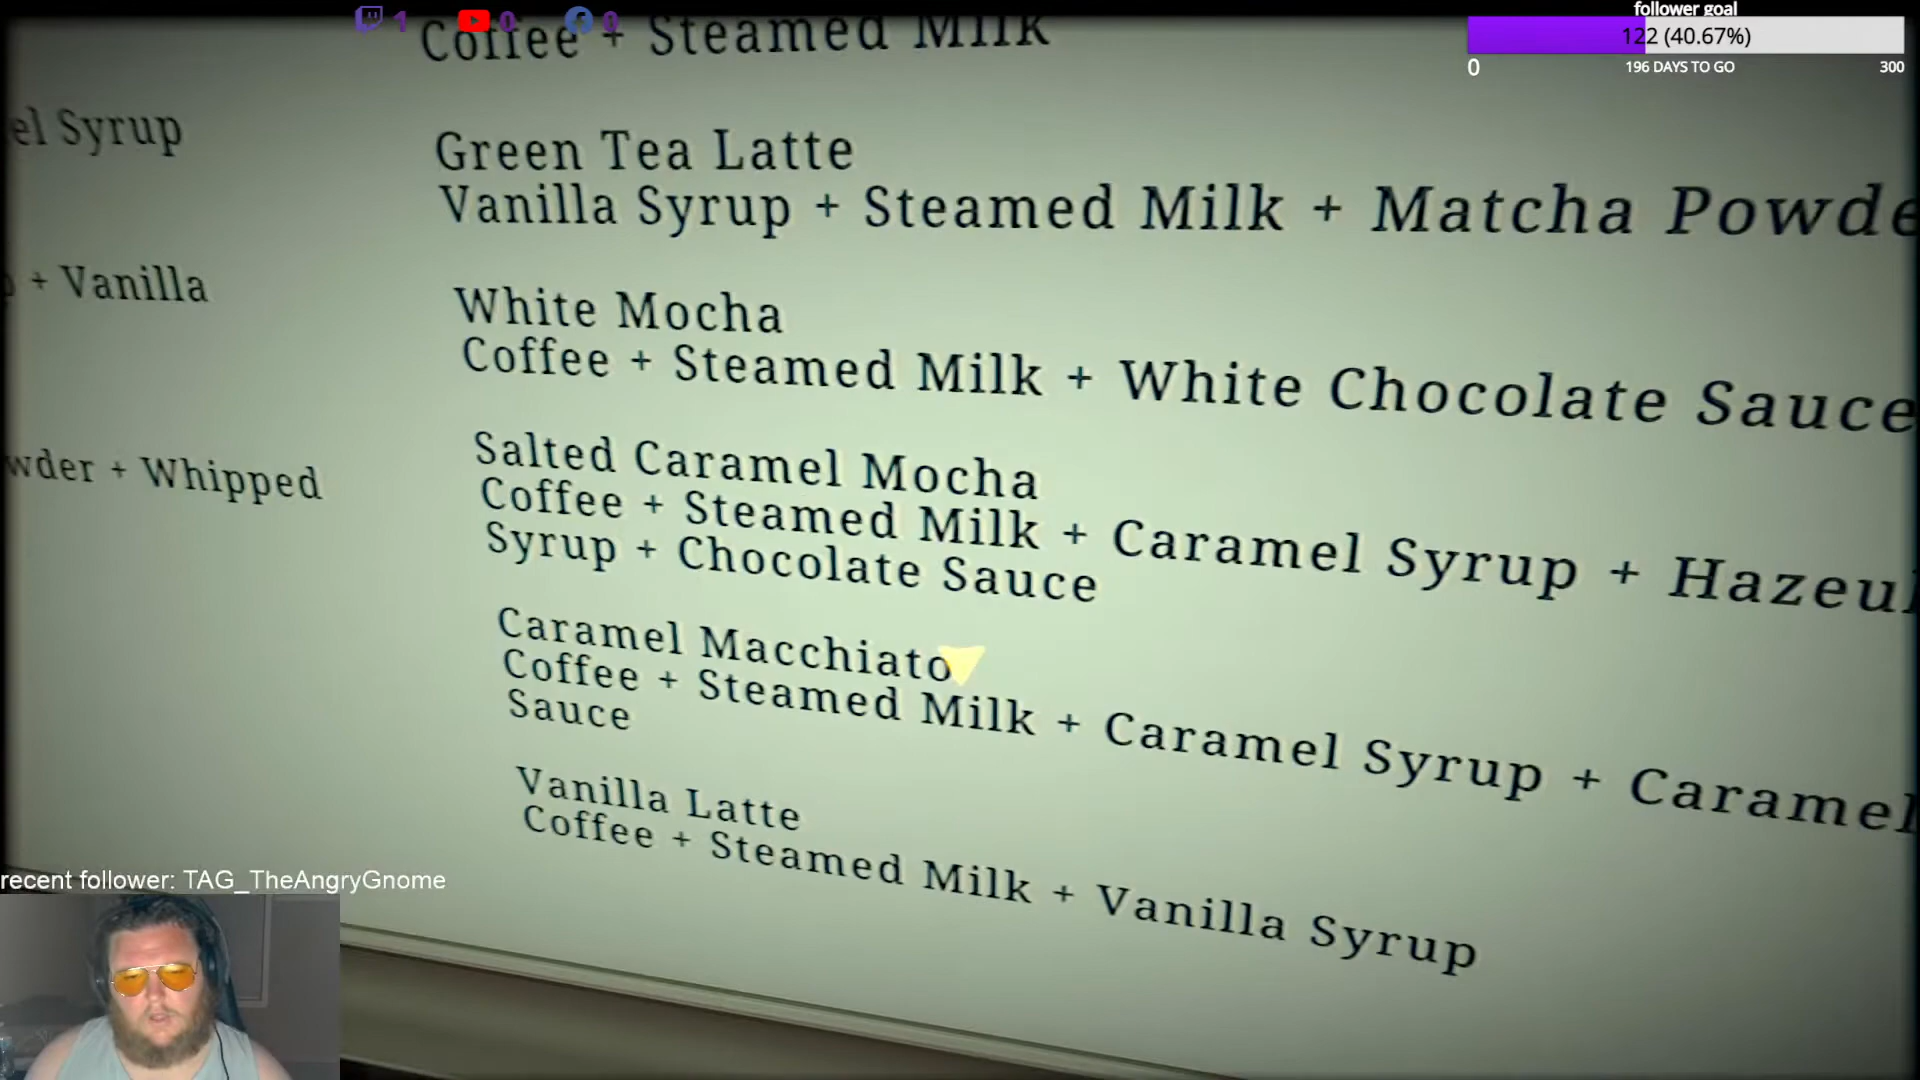 1 0 0
follower goal
122 (40.67%)
0 196 DAYS TO GO 300
Coffee + Steamed Milk
el Syrup
+ Vanilla
wder + Whipped
Green Tea Latte
Vanilla Syrup + Steamed Milk + Matcha Powde
White Mocha
Coffee + Steamed Milk + White Chocolate Sauce
Salted Caramel Mocha
Coffee + Steamed Milk + Caramel Syrup + Hazeul
Syrup + Chocolate Sauce
Caramel Macchiato
Coffee + Steamed Milk + Caramel Syrup + Caramel
Sauce
Vanilla Latte
Coffee + Steamed Milk + Vanilla Syrup
recent follower: TAG_TheAngryGnome